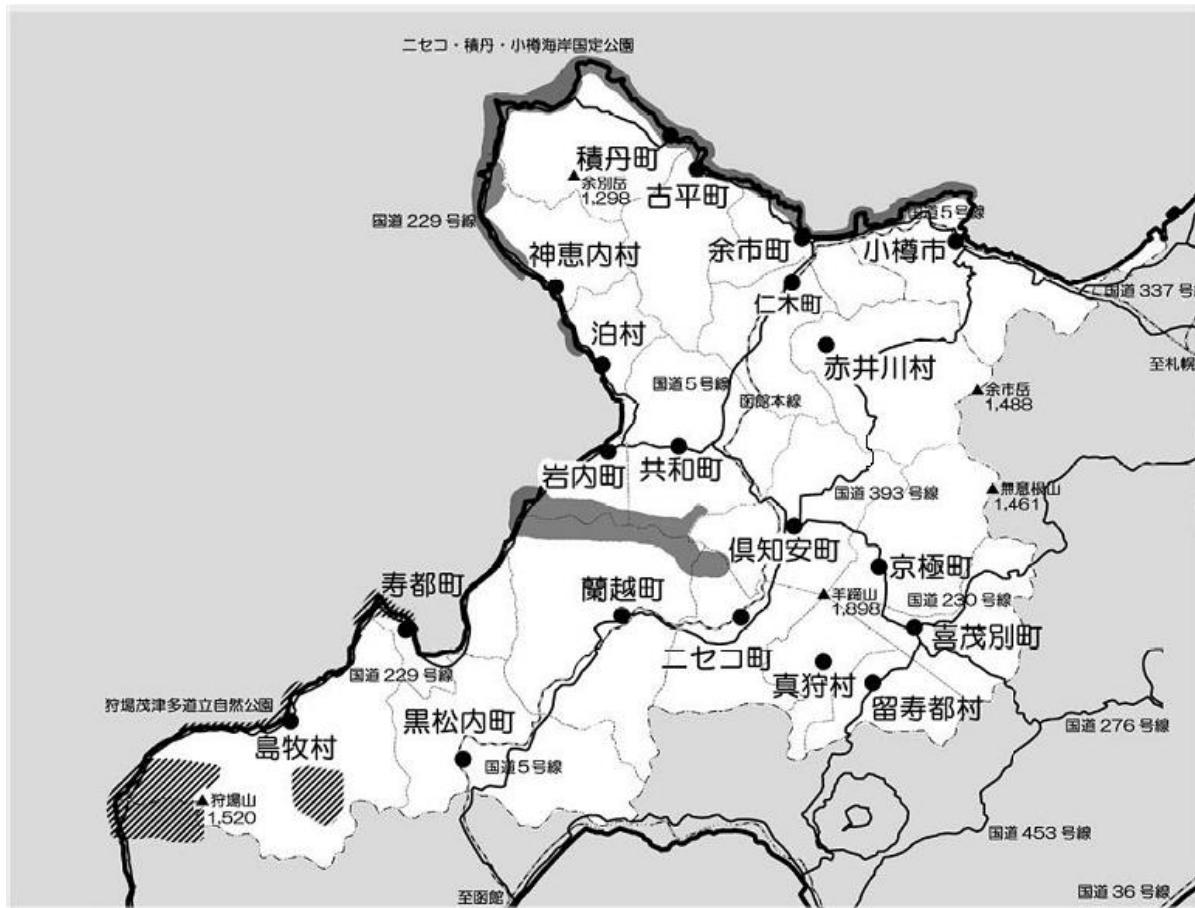 ニセコ・積丹・小樽海岸国定公園
積丹町
余別岳
1,298
古平町
国道229号線
国道5号線
余市町
小樽市
神恵内村
国道337号線
仁木町
泊村
赤井川村
至札幌
国道5号線
函館本線
余市岳
1,488
岩内町
共和町
国道393号線
無意根山
1,461
倶知安町
京極町
寿都町
蘭越町
羊蹄山
1,898
国道230号線
喜茂別町
ニセコ町
国道229号線
真狩村
留寿都村
狩場茂津多道立自然公園
黒松内町
国道276号線
島牧村
国道5号線
狩場山
1,520
国道453号線
至函館
国道36号線